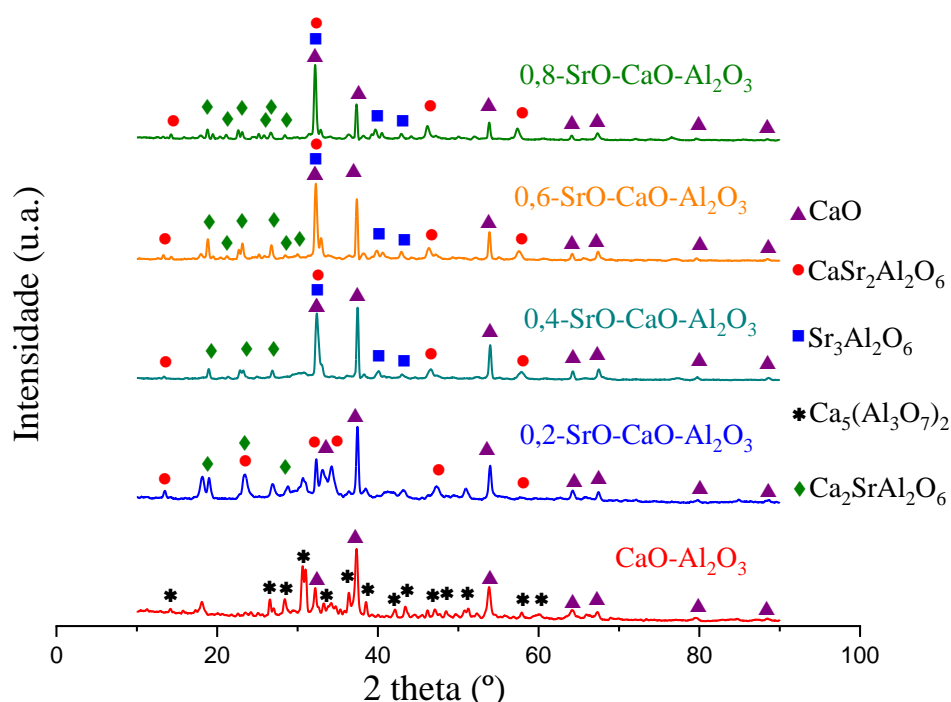 0,8-SrO-CaO-Al₂O₃
0,6-SrO-CaO-Al₂O₃
0,4-SrO-CaO-Al₂O₃
0,2-SrO-CaO-Al₂O₃
CaO-Al₂O₃
CaO
CaSr₂Al₂O₆
Sr₃Al₂O₆
Ca₅(Al₃O₇)₂
Ca₂SrAl₂O₆
Intensidade (u.a.)
0 20 40 60 80 100
2 theta (º)